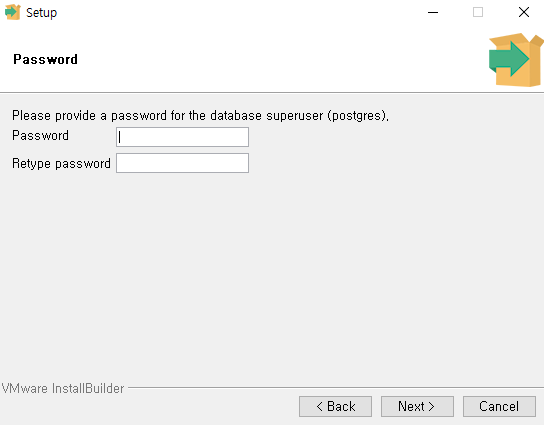 Setup
Password
Please provide a password for the database superuser (postgres).
Password
Retype password
VMware InstallBuilder
< Back
Next >
Cancel